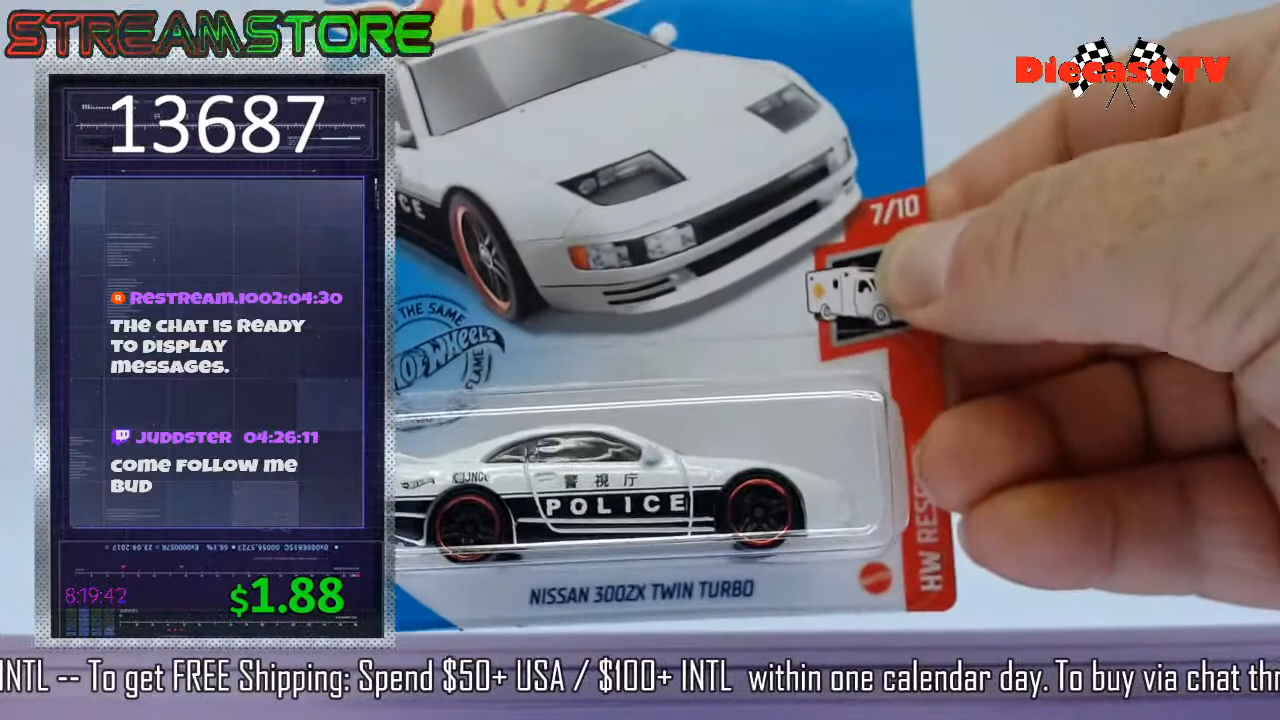 STREAMSTORE
Diecast TV
13687
7/10
RESTREAM.IO 02:04:30
THE CHAT IS READY
TO DISPLAY
MESSAGES.
JUDDSTER 04:26:11
COME FOLLOW ME
BUD
8:19:42
$1.88
CE
THE SAME
HOT WHEELS
警視庁
POLICE
NISSAN 300ZX TWIN TURBO
HW RES
INTL -- To get FREE Shipping: Spend $50+ USA / $100+ INTL within one calendar day. To buy via chat thr